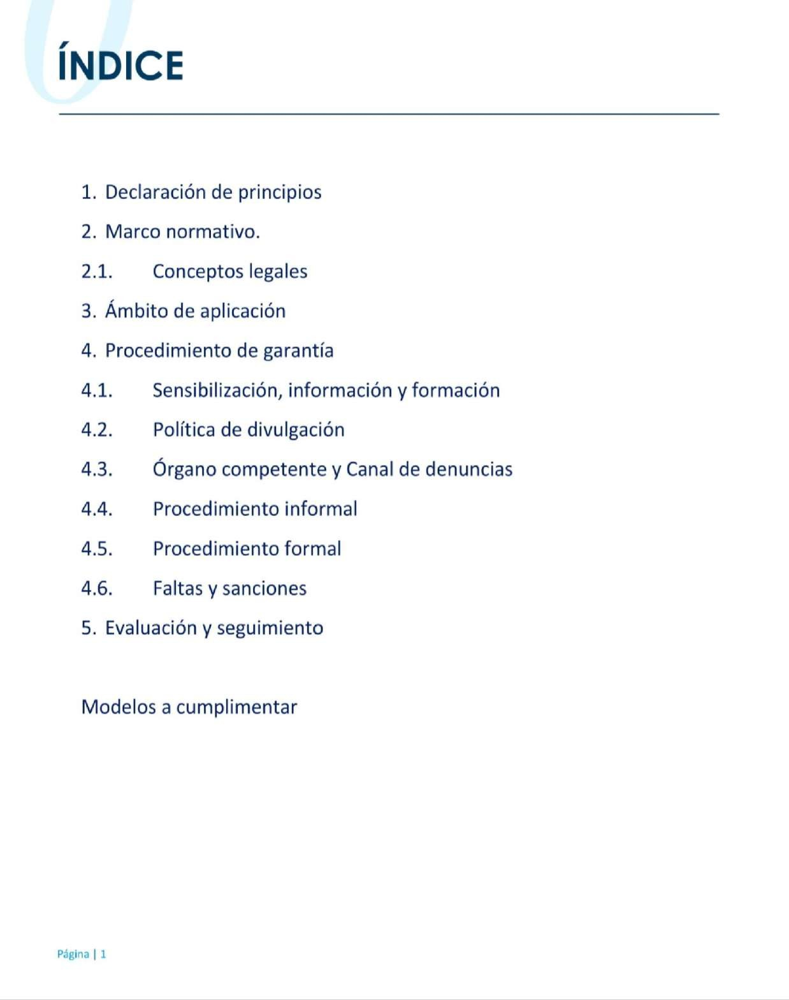 ÍNDICE
1. Declaración de principios
2. Marco normativo.
2.1. Conceptos legales
3. Ámbito de aplicación
4. Procedimiento de garantía
4.1. Sensibilización, información y formación
4.2. Política de divulgación
4.3. Órgano competente y Canal de denuncias
4.4. Procedimiento informal
4.5. Procedimiento formal
4.6. Faltas y sanciones
5. Evaluación y seguimiento
Modelos a cumplimentar
Página | 1